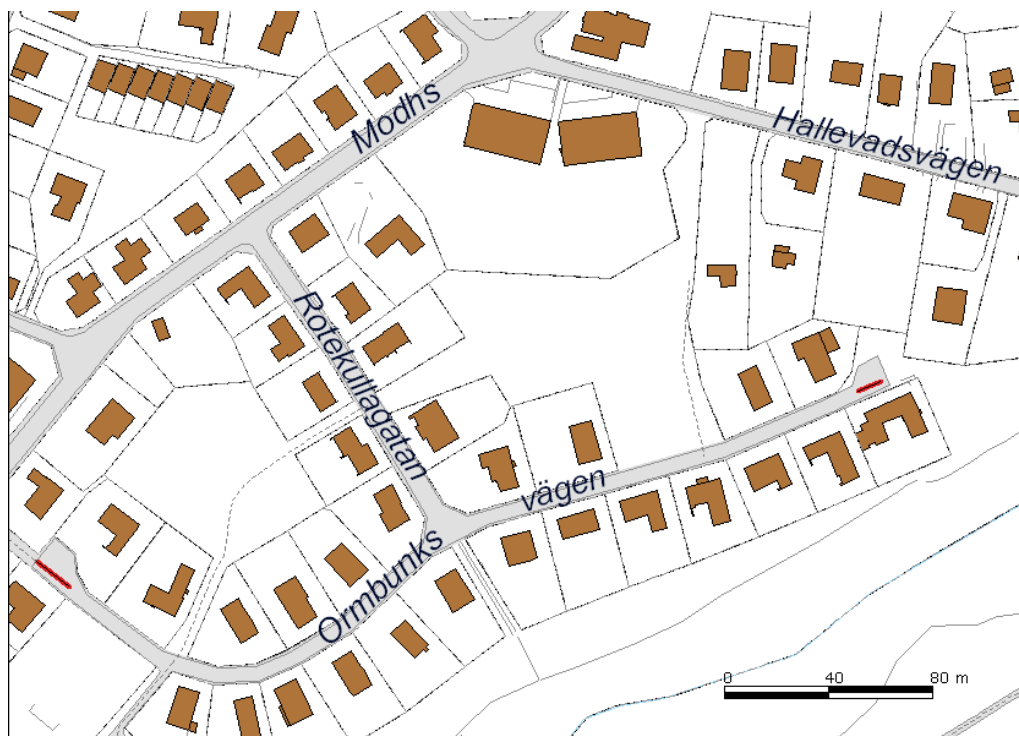 Modhs
Hallevadsvägen
Rotekullagatan
Ormbunks
vägen
0 40 80 m